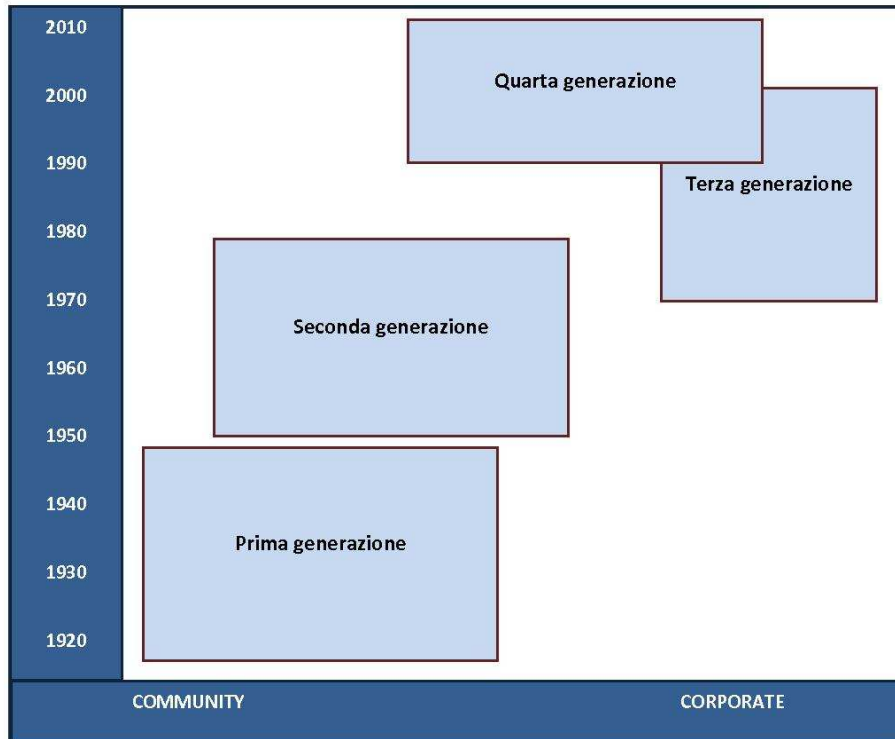 2010
Quarta generazione
2000
1990
Terza generazione
1980
1970
Seconda generazione
1960
1950
1940
Prima generazione
1930
1920
COMMUNITY CORPORATE